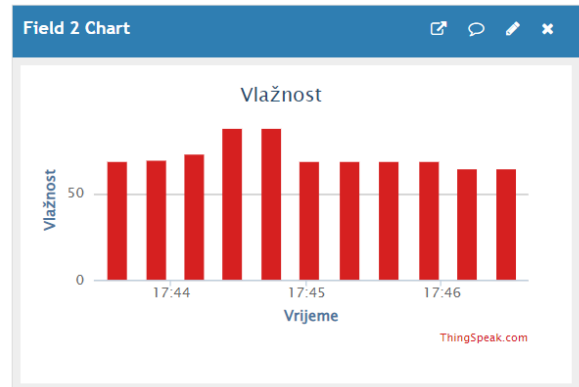 Field 2 Chart
Vlažnost
Vlažnost
50
0
17:44 17:45 17:46
Vrijeme
ThingSpeak.com